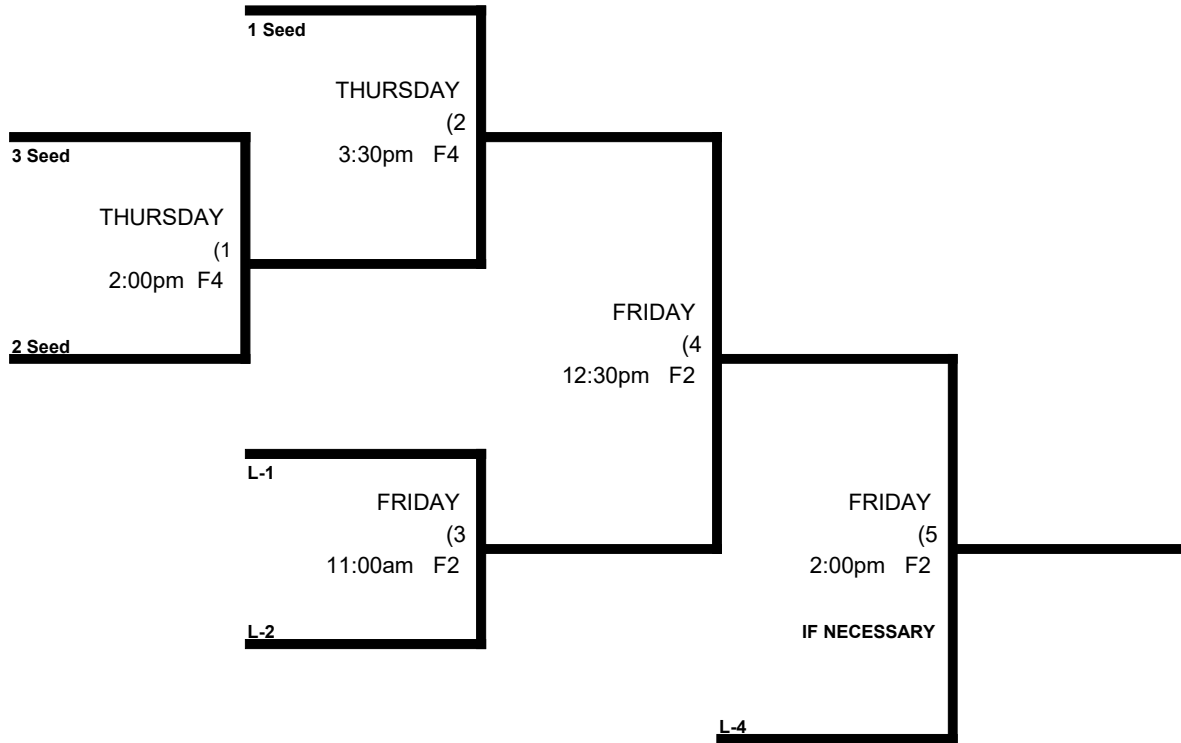 1 Seed
THURSDAY
(2
3:30pm F4
3 Seed
THURSDAY
(1
2:00pm F4
2 Seed
FRIDAY
(4
12:30pm F2
L-1
FRIDAY
(3
11:00am F2
L-2
FRIDAY
(5
2:00pm F2
IF NECESSARY
L-4